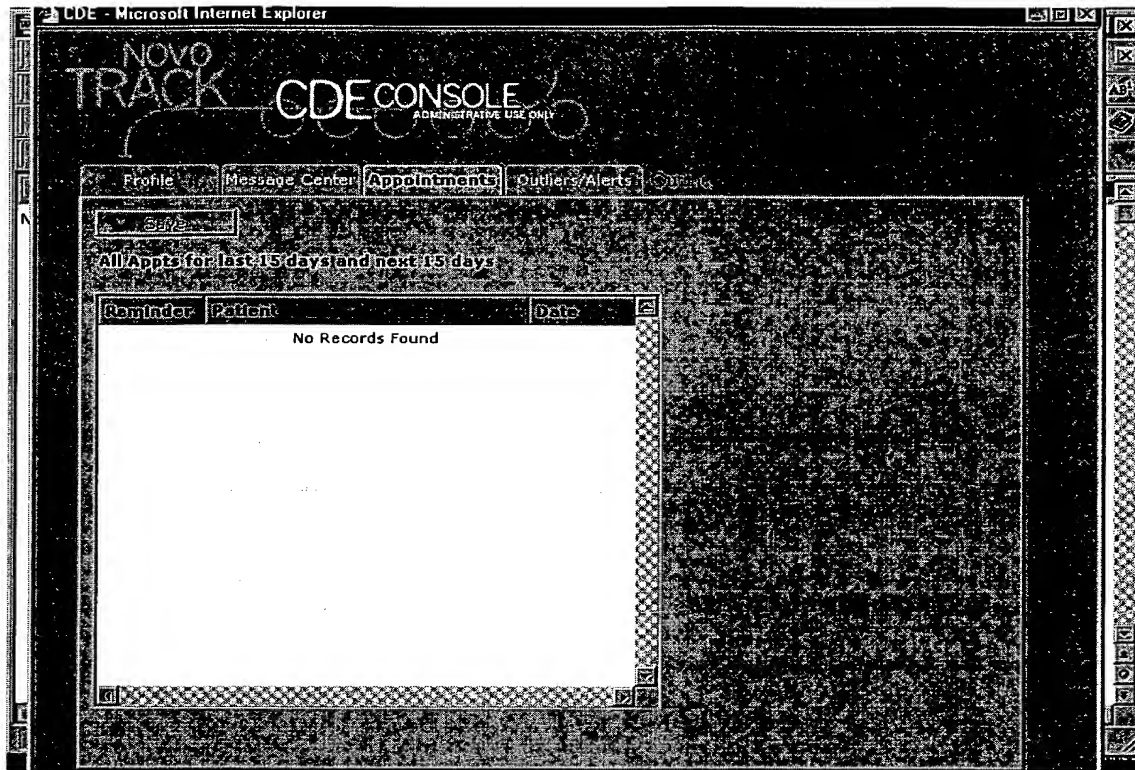 CDE - Microsoft Internet Explorer
NOVO
TRACK
CDE CONSOLE
ADMINISTRATIVE USE ONLY
Profile Message Center Appointments Outliers/Alerts
Save
All Appts for last 15 days and next 15 days
Reminder Patient Date
No Records Found